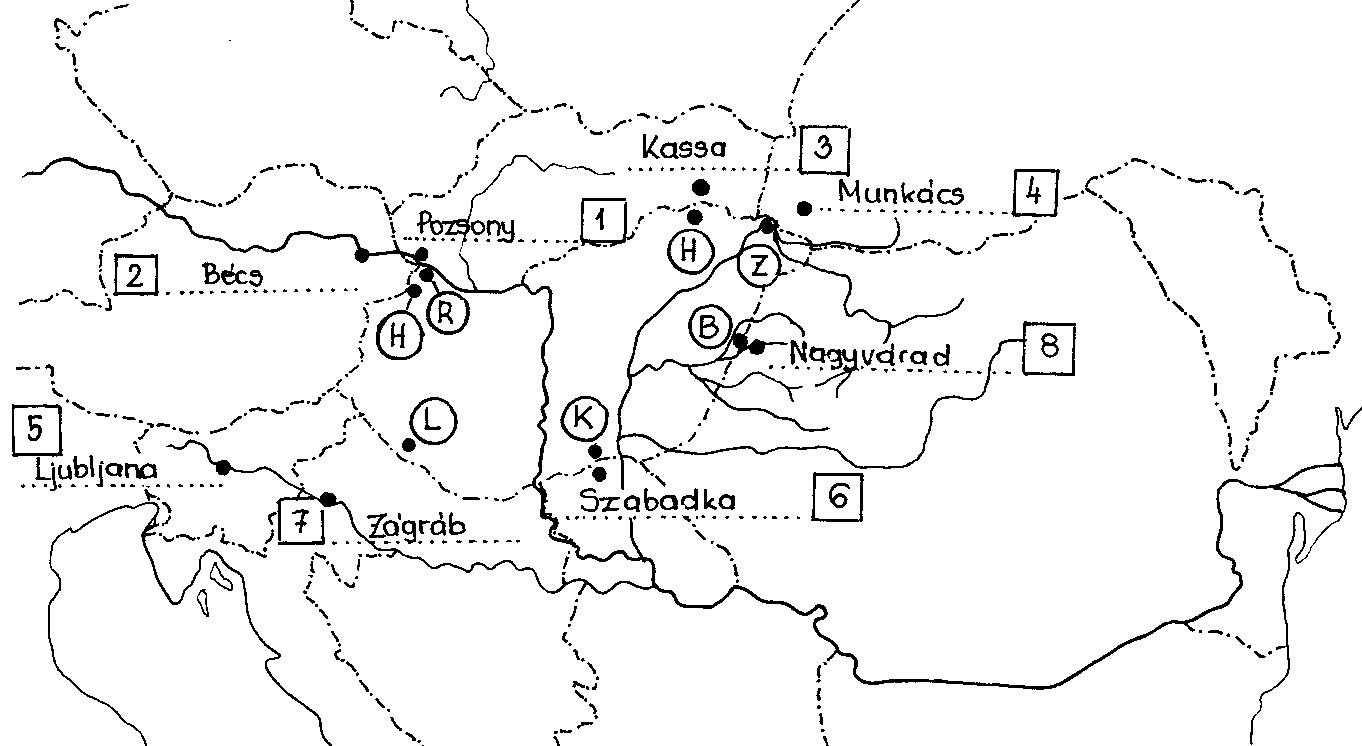 Kassa
3
Munkács
4
Pozsony
1
H
Z
2
Bécs
R
H
B
Nagyvárad
8
L
K
5
Ljubljana
Szabadka
6
7
Zágráb